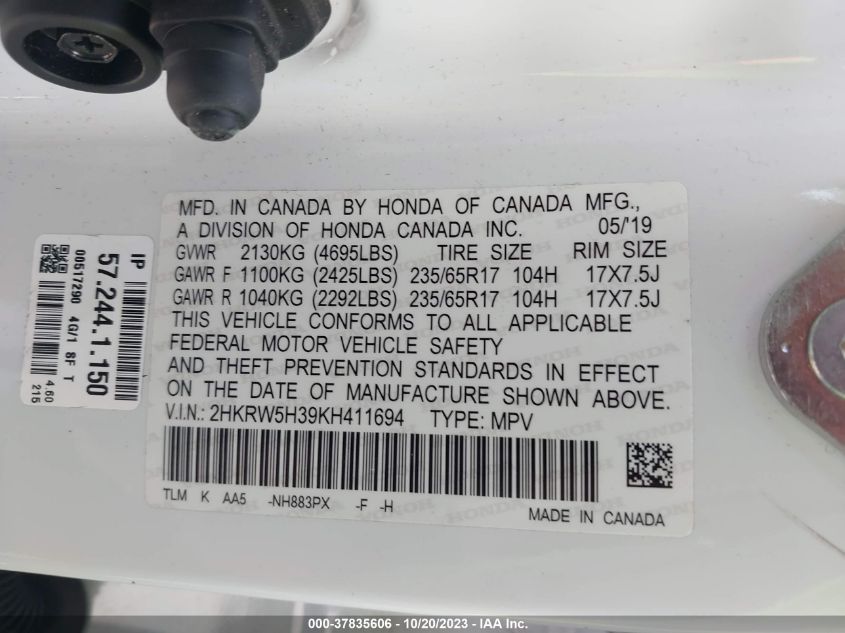 MFD. IN CANADA BY HONDA OF CANADA MFG.,
A DIVISION OF HONDA CANADA INC. 05/'19
GVWR 2130KG (4695LBS) TIRE SIZE RIM SIZE
GAWR F 1100KG (2425LBS) 235/65R17 104H 17X7.5J
GAWR R 1040KG (2292LBS) 235/65R17 104H 17X7.5J
THIS VEHICLE CONFORMS TO ALL APPLICABLE
FEDERAL MOTOR VEHICLE SAFETY
AND THEFT PREVENTION STANDARDS IN EFFECT
ON THE DATE OF MANUFACTURE SHOWN ABOVE.
V.I.N.: 2HKRW5H39KH411694 TYPE: MPV
TLM K AA5 -NH883PX -F -H
MADE IN CANADA
IP
57.244.1.150
00517290 4G/1 8F T
4.60
215
000-37835606 - 10/20/2023 - IAA Inc.